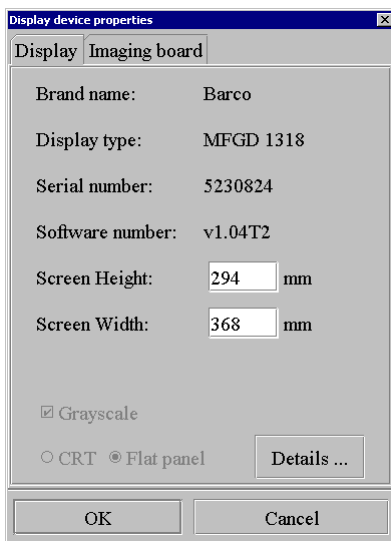 Display device properties
Display Imaging board
Brand name: Barco
Display type: MFGD 1318
Serial number: 5230824
Software number: v1.04T2
Screen Height: 294 mm
Screen Width: 368 mm
Grayscale
CRT Flat panel Details ...
OK Cancel